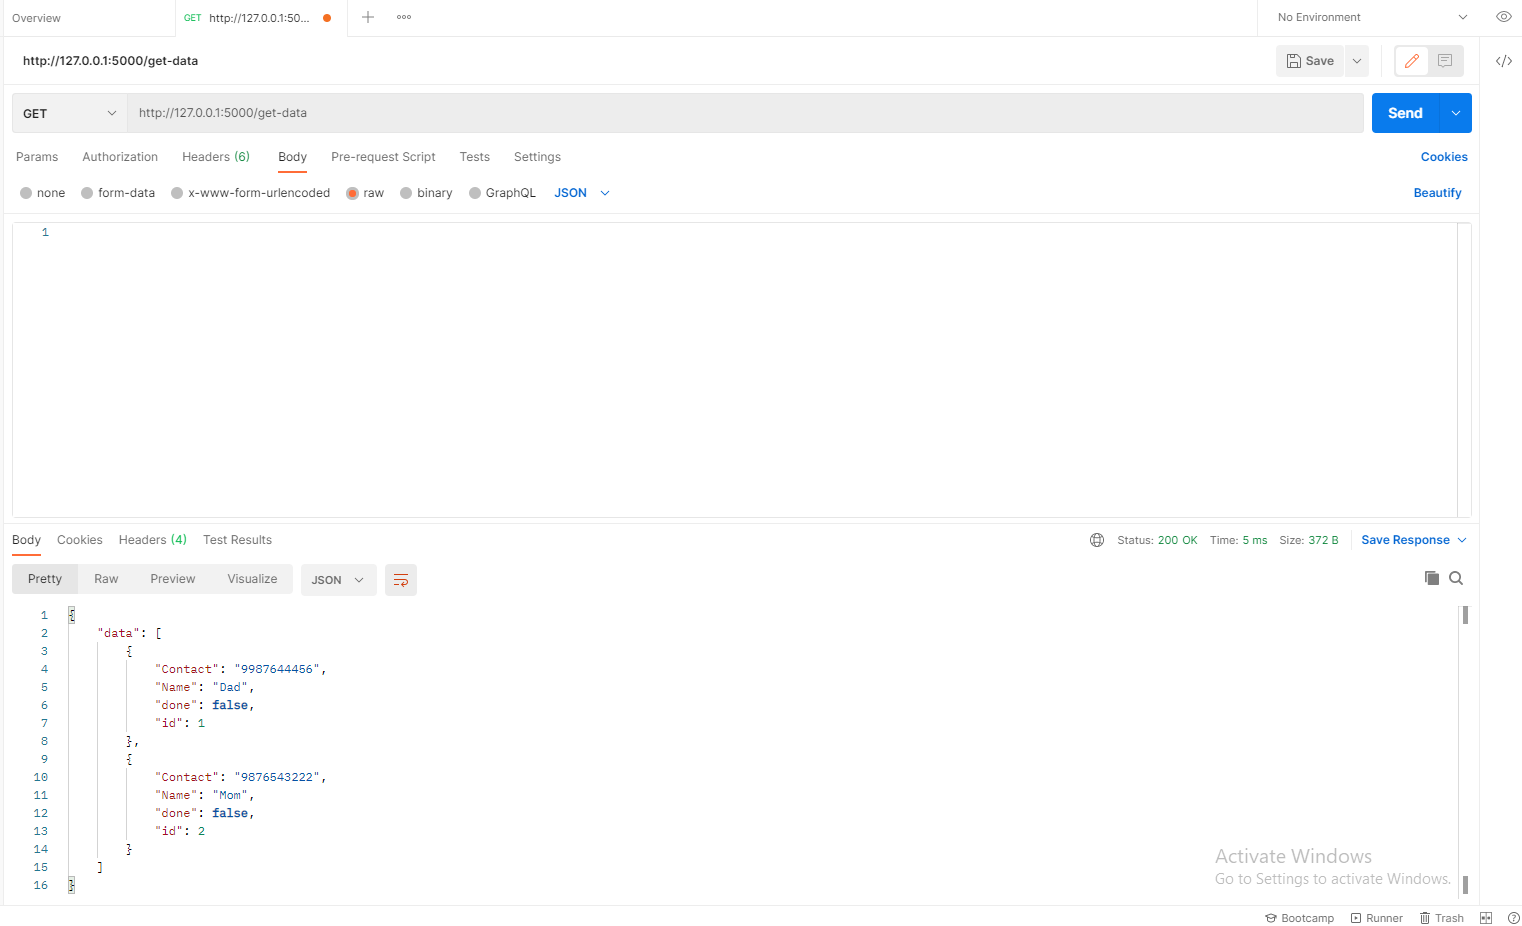 Overview GET http://127.0.0.1:50... No Environment
http://127.0.0.1:5000/get-data Save
GET http://127.0.0.1:5000/get-data Send
Params Authorization Headers (6) Body Pre-request Script Tests Settings Cookies
none form-data x-www-form-urlencoded raw binary GraphQL JSON Beautify
1
Body Cookies Headers (4) Test Results Status: 200 OK Time: 5 ms Size: 372 B Save Response
Pretty Raw Preview Visualize JSON
1 {
2 "data": [
3 {
4 "Contact": "9987644456",
5 "Name": "Dad",
6 "done": false,
7 "id": 1
8 },
9 {
10 "Contact": "9876543222",
11 "Name": "Mom",
12 "done": false,
13 "id": 2
14 }
15 ]
16 }
Activate Windows
Go to Settings to activate Windows.
Bootcamp Runner Trash